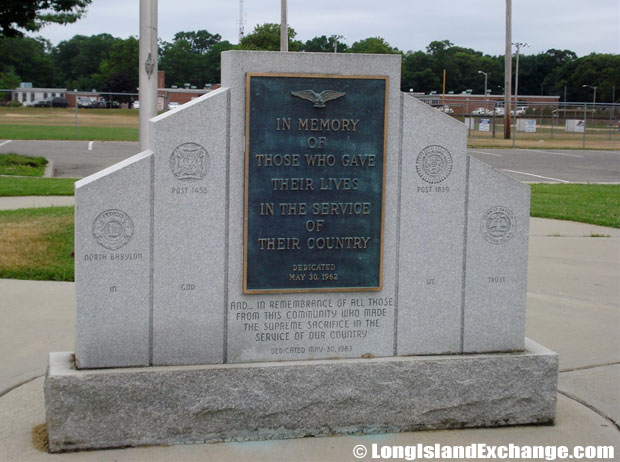 IN MEMORY
OF
THOSE WHO GAVE
THEIR LIVES
IN THE SERVICE
OF
THEIR COUNTRY
DEDICATED
MAY 30, 1962
AND... IN REMEMBRANCE OF ALL THOSE
FROM THIS COMMUNITY WHO MADE
THE SUPREME SACRIFICE IN THE
SERVICE OF OUR COUNTRY
DEDICATED MAY-30, 1983
NORTH BABYLON
POST 1455
POST 1839
IN
GOD
WE
TRUST
© LongIslandExchange.com